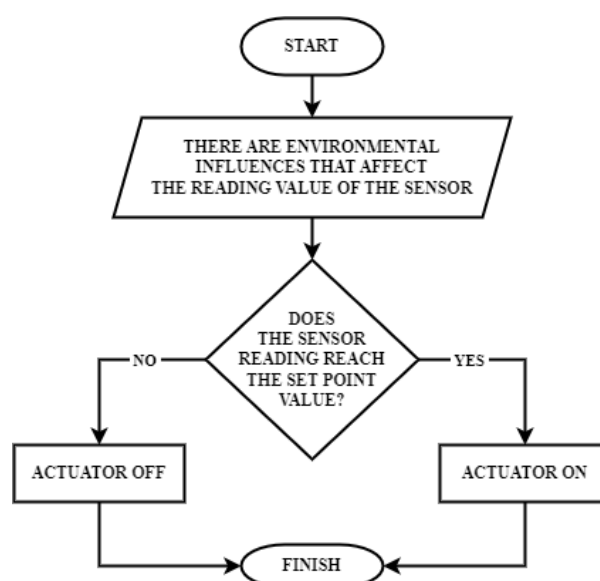 START
THERE ARE ENVIRONMENTAL
INFLUENCES THAT AFFECT
THE READING VALUE OF THE SENSOR
DOES
THE SENSOR
READING REACH
THE SET POINT
VALUE?
NO
YES
ACTUATOR OFF
ACTUATOR ON
FINISH